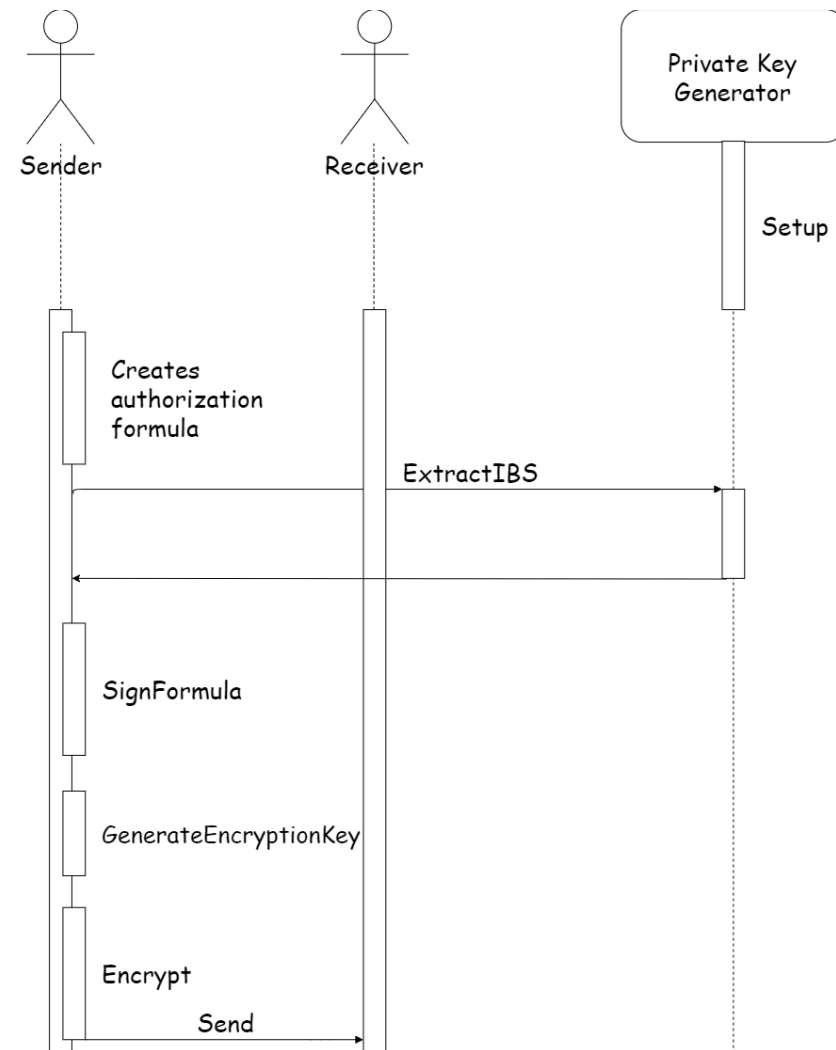 Private Key
Generator
Sender
Receiver
Setup
Creates
authorization
formula
ExtractIBS
SignFormula
GenerateEncryptionKey
Encrypt
Send